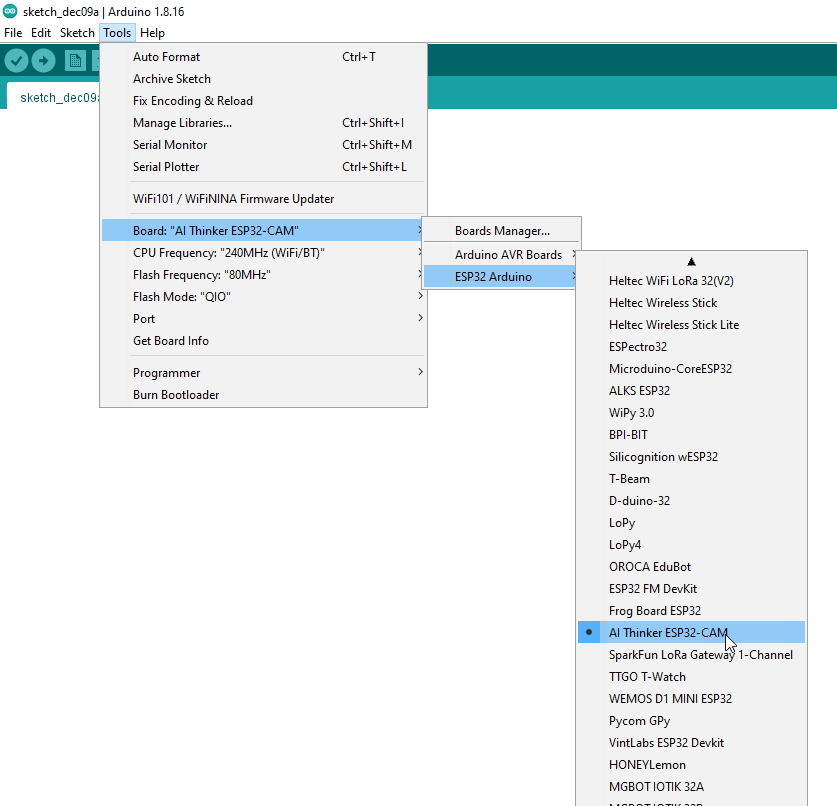 sketch_dec09a | Arduino 1.8.16
File Edit Sketch Tools Help
sketch_dec09a
Auto Format Ctrl+T
Archive Sketch
Fix Encoding & Reload
Manage Libraries... Ctrl+Shift+I
Serial Monitor Ctrl+Shift+M
Serial Plotter Ctrl+Shift+L
WiFi101 / WiFiNINA Firmware Updater
Board: "AI Thinker ESP32-CAM"
CPU Frequency: "240MHz (WiFi/BT)"
Flash Frequency: "80MHz"
Flash Mode: "QIO"
Port
Get Board Info
Programmer
Burn Bootloader
Boards Manager...
Arduino AVR Boards
ESP32 Arduino
Heltec WiFi LoRa 32(V2)
Heltec Wireless Stick
Heltec Wireless Stick Lite
ESPectro32
Microduino-CoreESP32
ALKS ESP32
WiPy 3.0
BPI-BIT
Silicognition wESP32
T-Beam
D-duino-32
LoPy
LoPy4
OROCA EduBot
ESP32 FM DevKit
Frog Board ESP32
AI Thinker ESP32-CAM
SparkFun LoRa Gateway 1-Channel
TTGO T-Watch
WEMOS D1 MINI ESP32
Pycom GPy
VintLabs ESP32 Devkit
HONEYLemon
MGBOT IOTIK 32A